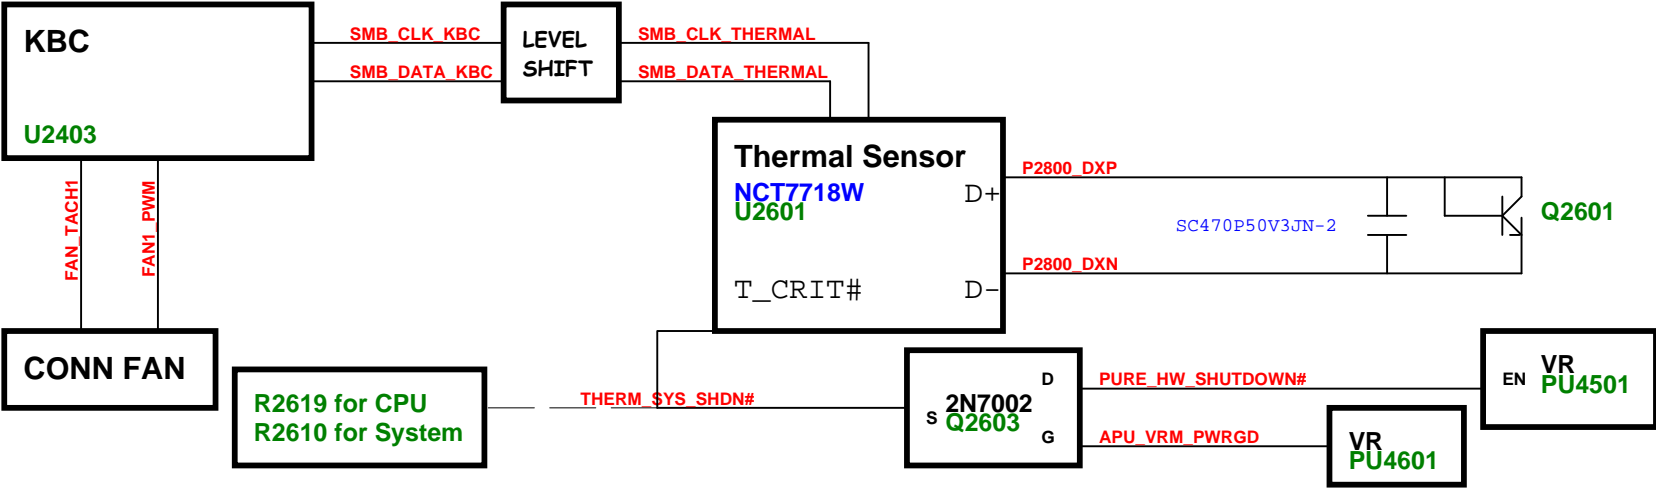 KBC
U2403
SMB_CLK_KBC
SMB_DATA_KBC
LEVEL
SHIFT
SMB_CLK_THERMAL
SMB_DATA_THERMAL
FAN_TACH1
FAN1_PWM
CONN FAN
Thermal Sensor
NCT7718W
U2601
D+
T_CRIT#
D-
P2800_DXP
SC470P50V3JN-2
Q2601
P2800_DXN
R2619 for CPU
R2610 for System
THERM_SYS_SHDN#
S
2N7002
Q2603
D
G
PURE_HW_SHUTDOWN#
APU_VRM_PWRGD
EN
VR
PU4501
VR
PU4601